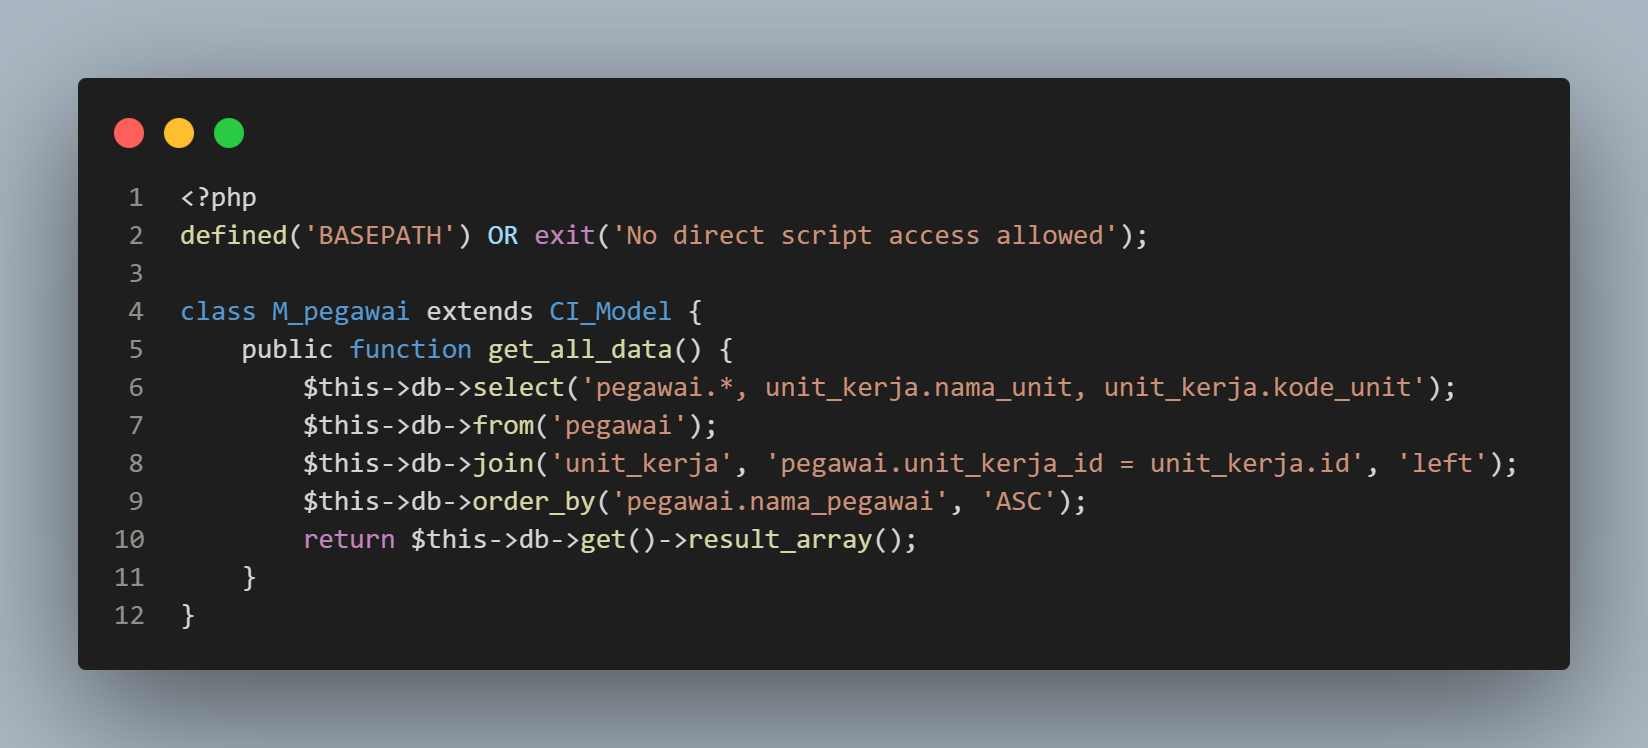 1 <?php
2 defined('BASEPATH') OR exit('No direct script access allowed');
3
4 class M_pegawai extends CI_Model {
5     public function get_all_data() {
6         $this->db->select('pegawai.*, unit_kerja.nama_unit, unit_kerja.kode_unit');
7         $this->db->from('pegawai');
8         $this->db->join('unit_kerja', 'pegawai.unit_kerja_id = unit_kerja.id', 'left');
9         $this->db->order_by('pegawai.nama_pegawai', 'ASC');
10         return $this->db->get()->result_array();
11     }
12 }